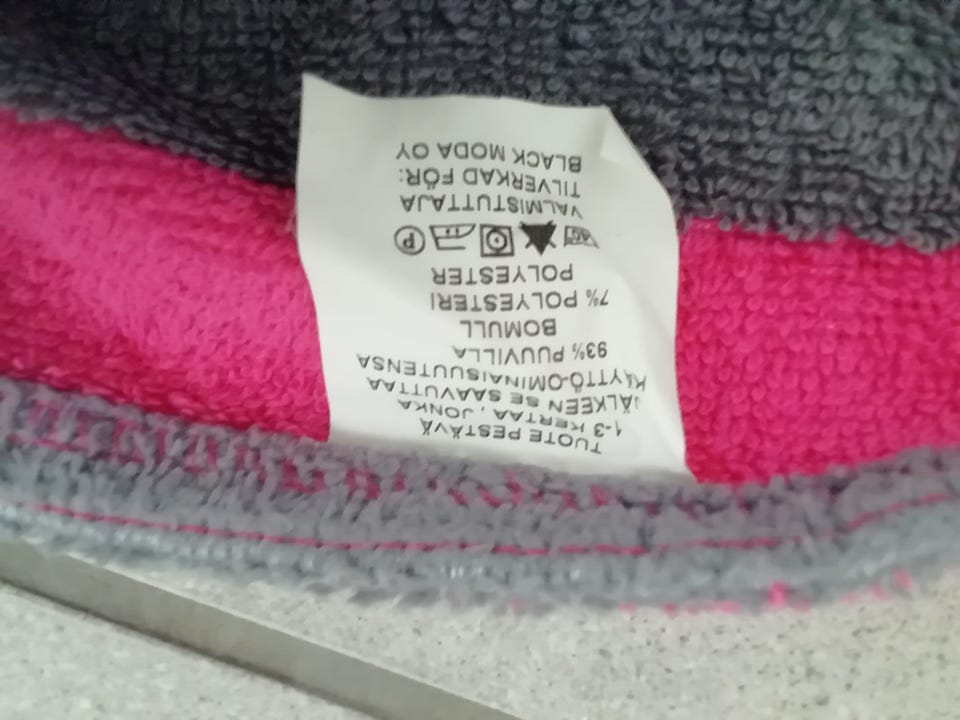 TUOTE PESTÄVÄ
1-3 KERTAA, JONKA
JÄLKEEN SE SAAVUTTAA
KÄYTTÖ-OMINAISUUTENSA
93% PUUVILLA
BOMULL
7% POLYESTERI
POLYESTER
40 P
VALMISTUTTAJA
TILVERKAD FÖR:
BLACK MODA OY